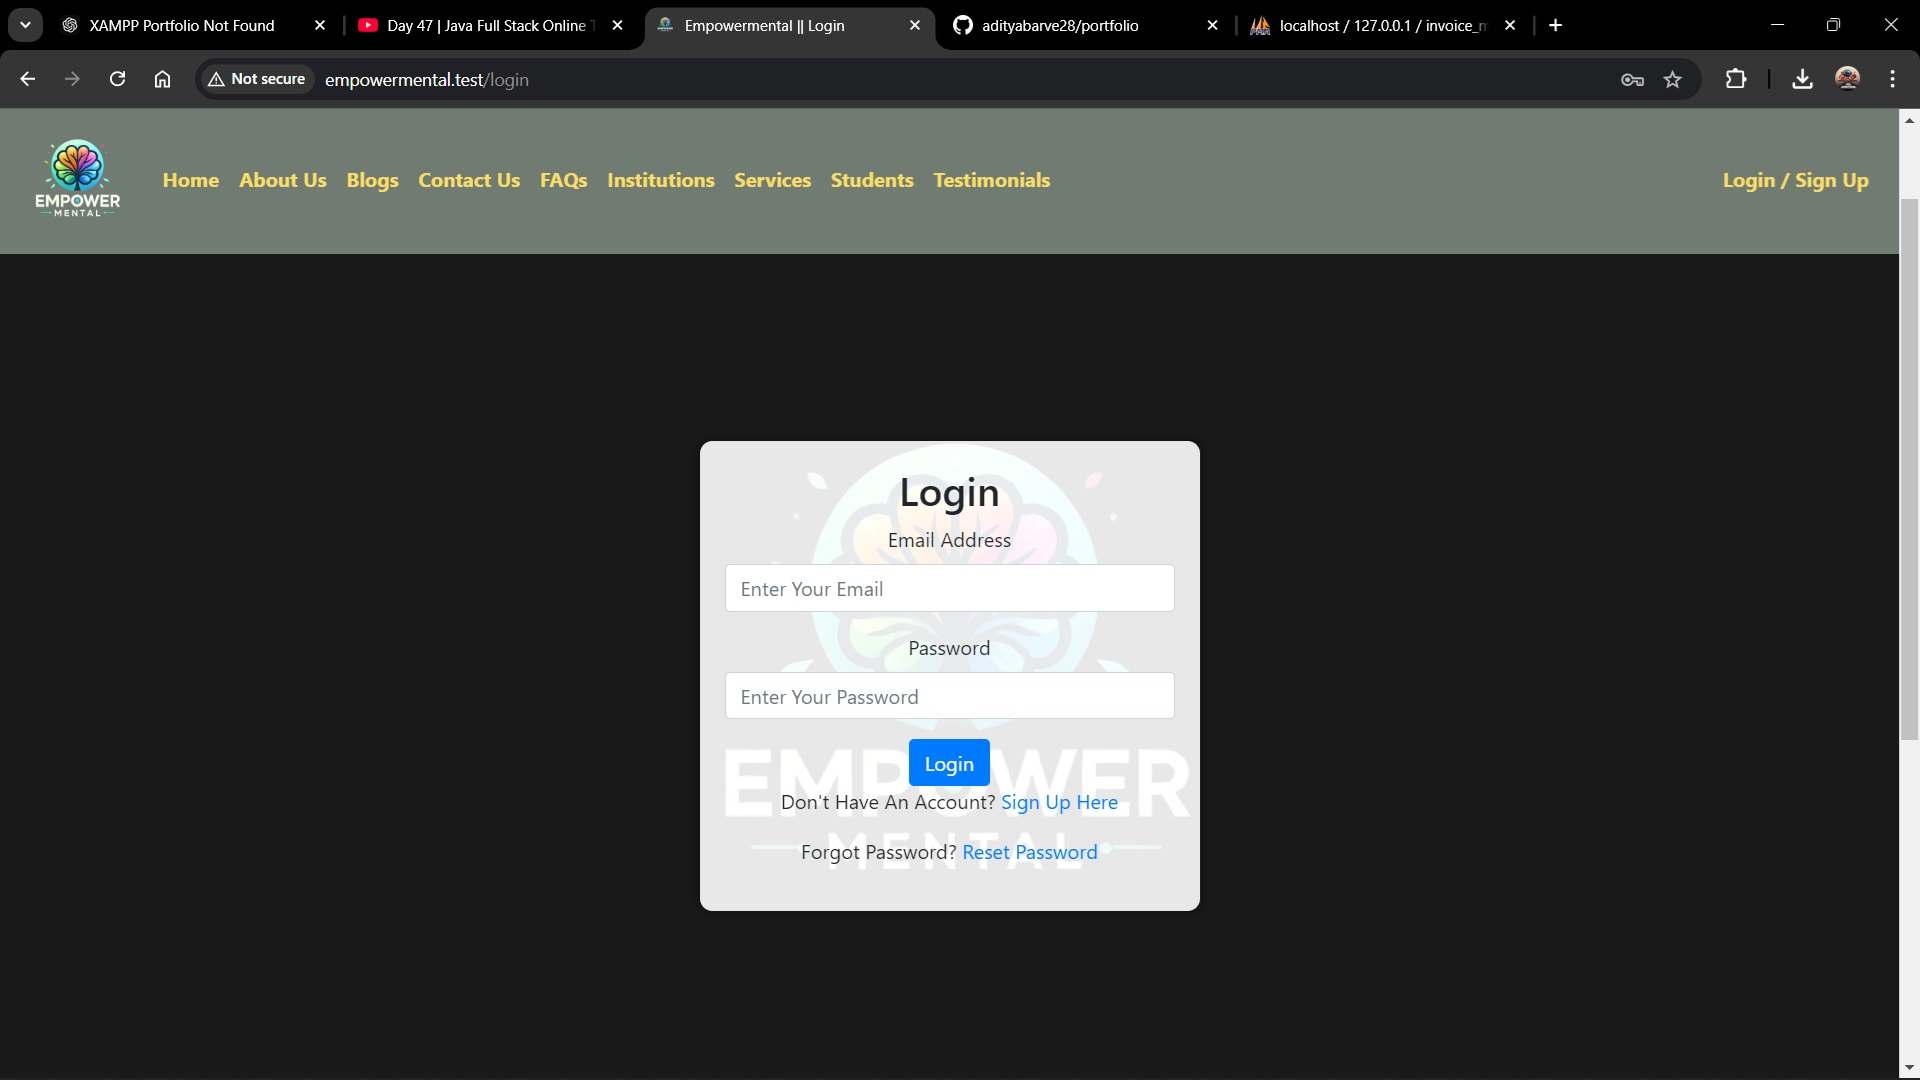 XAMPP Portfolio Not Found
Day 47 | Java Full Stack Online
Empowermental || Login
adityabarve28/portfolio
localhost / 127.0.0.1 / invoice_m
Not secure
empowermental.test/login
EMPOWER
MENTAL
Home About Us Blogs Contact Us FAQs Institutions Services Students Testimonials
Login / Sign Up
Login
Email Address
Enter Your Email
Password
Enter Your Password
Login
Don't Have An Account? Sign Up Here
Forgot Password? Reset Password
EMPOWER
MENTAL